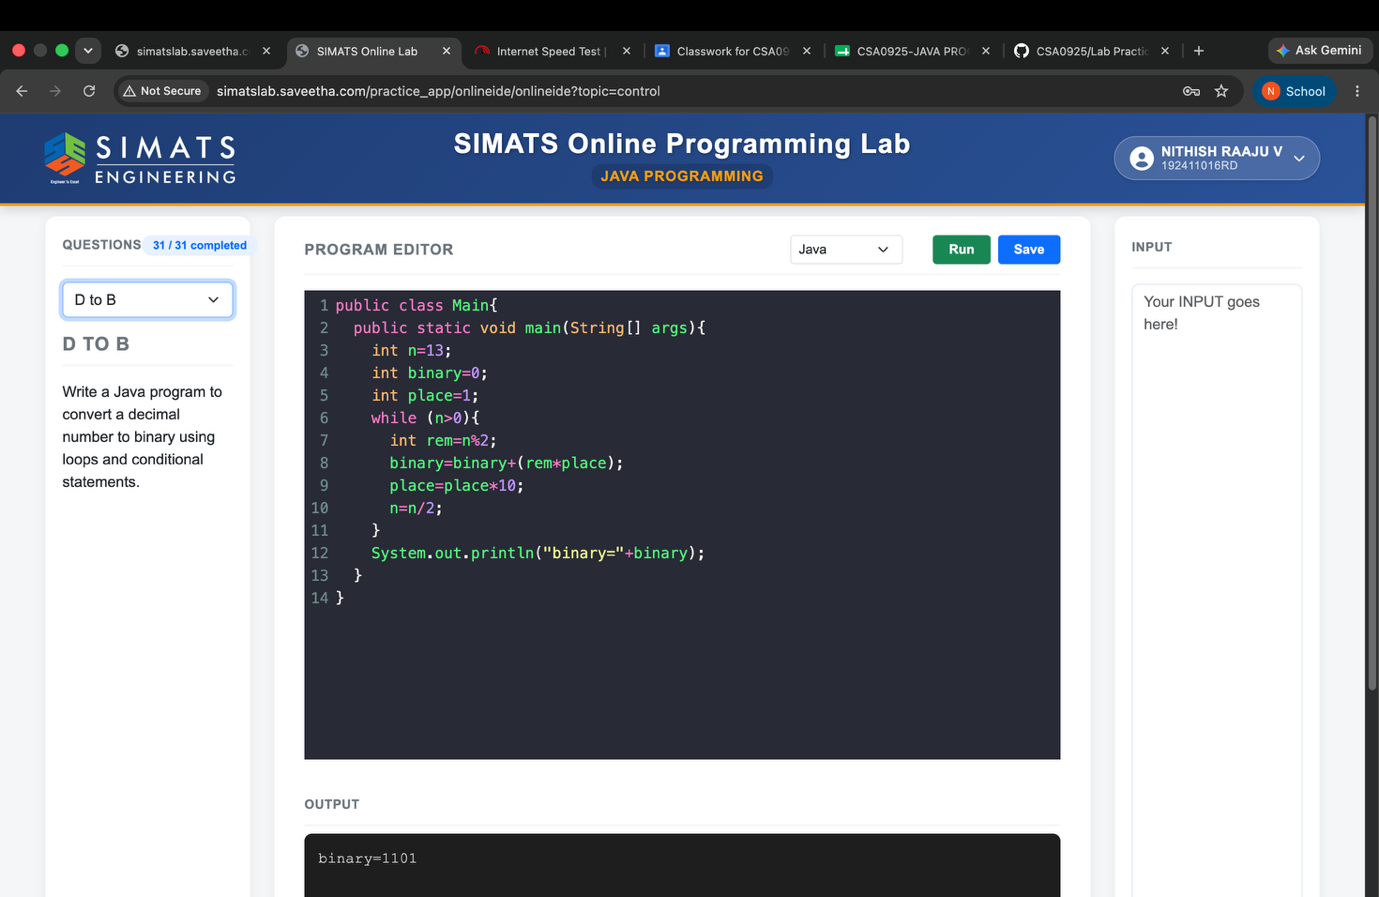 simatslab.saveetha.c
SIMATS Online Lab
Internet Speed Test |
Classwork for CSA09
CSA0925-JAVA PRO
CSA0925/Lab Practic
Ask Gemini
Not Secure
simatslab.saveetha.com/practice_app/onlineide/onlineide?topic=control
N
School
SIMATS
ENGINEERING
Engineer to Excel
SIMATS Online Programming Lab
JAVA PROGRAMMING
NITHISH RAAJU V
192411016RD
QUESTIONS
31 / 31 completed
D to B
D TO B
Write a Java program to
convert a decimal
number to binary using
loops and conditional
statements.
PROGRAM EDITOR
Java
Run
Save
1 public class Main{
2   public static void main(String[] args){
3     int n=13;
4     int binary=0;
5     int place=1;
6     while (n>0){
7       int rem=n%2;
8       binary=binary+(rem*place);
9       place=place*10;
10       n=n/2;
11     }
12     System.out.println("binary="+binary);
13   }
14 }
OUTPUT
binary=1101
INPUT
Your INPUT goes
here!